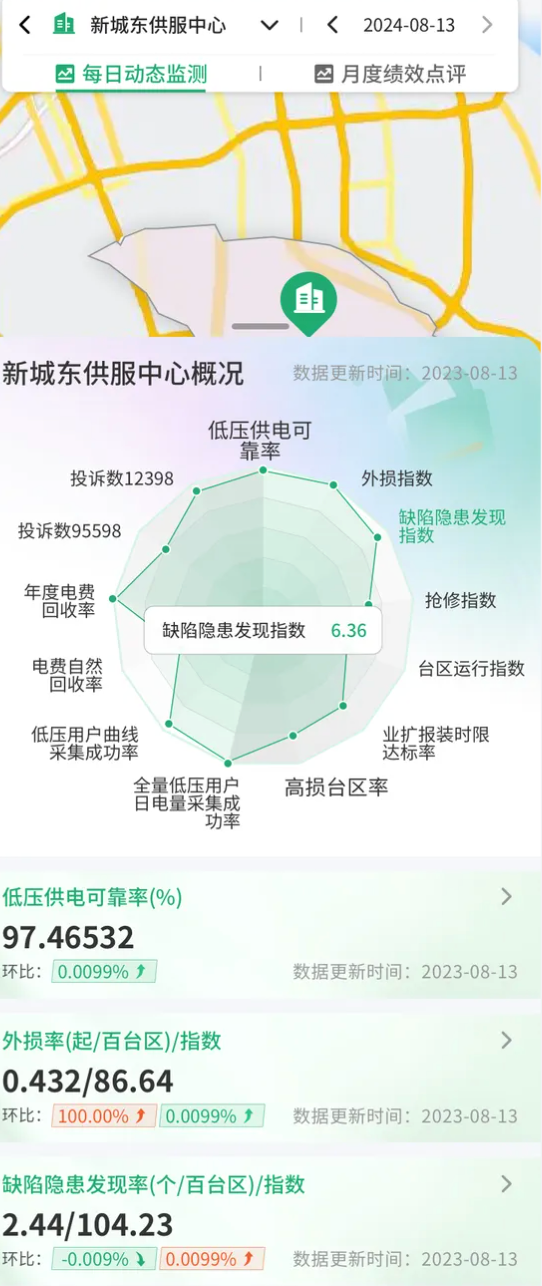 新城东供服中心
2024-08-13
每日动态监测
月度绩效点评
新城东供服中心概况
数据更新时间：2023-08-13
低压供电可
靠率
投诉数12398
外损指数
缺陷隐患发现
指数
投诉数95598
年度电费
回收率
抢修指数
缺陷隐患发现指数 6.36
电费自然
回收率
台区运行指数
低压用户曲线
采集成功率
业扩报装时限
达标率
全量低压用户
日电量采集成
功率
高损台区率
低压供电可靠率(%)
97.46532
环比： 0.0099%
数据更新时间：2023-08-13
外损率(起/百台区)/指数
0.432/86.64
环比： 100.00% 0.0099%
数据更新时间：2023-08-13
缺陷隐患发现率(个/百台区)/指数
2.44/104.23
环比： -0.009% 0.0099%
数据更新时间：2023-08-13